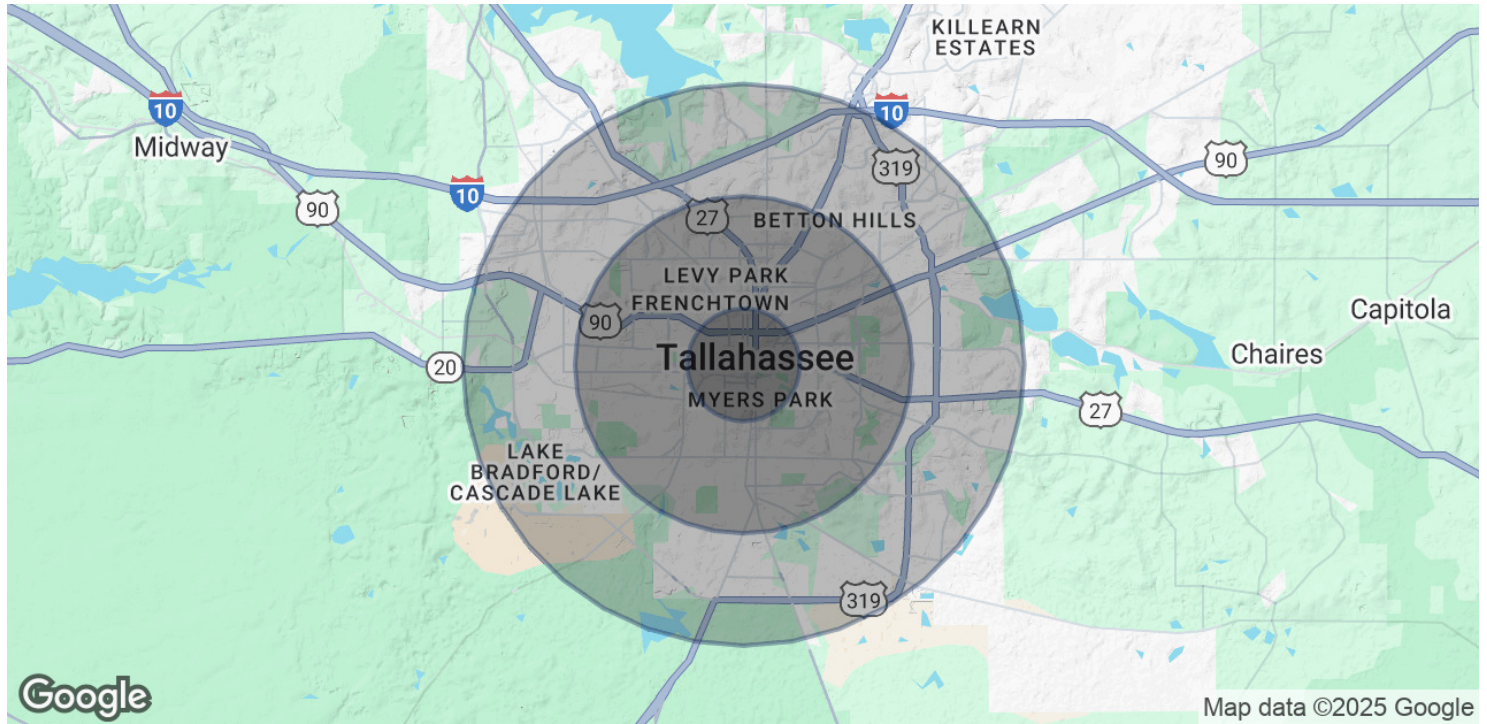 KILLEARN
ESTATES
10
10
Midway
319
90
10
90
27
BETTON HILLS
LEVY PARK
FRENCHTOWN
90
Capitola
Tallahassee
Chaires
20
MYERS PARK
27
LAKE
BRADFORD/
CASCADE LAKE
319
Google
Map data ©2025 Google